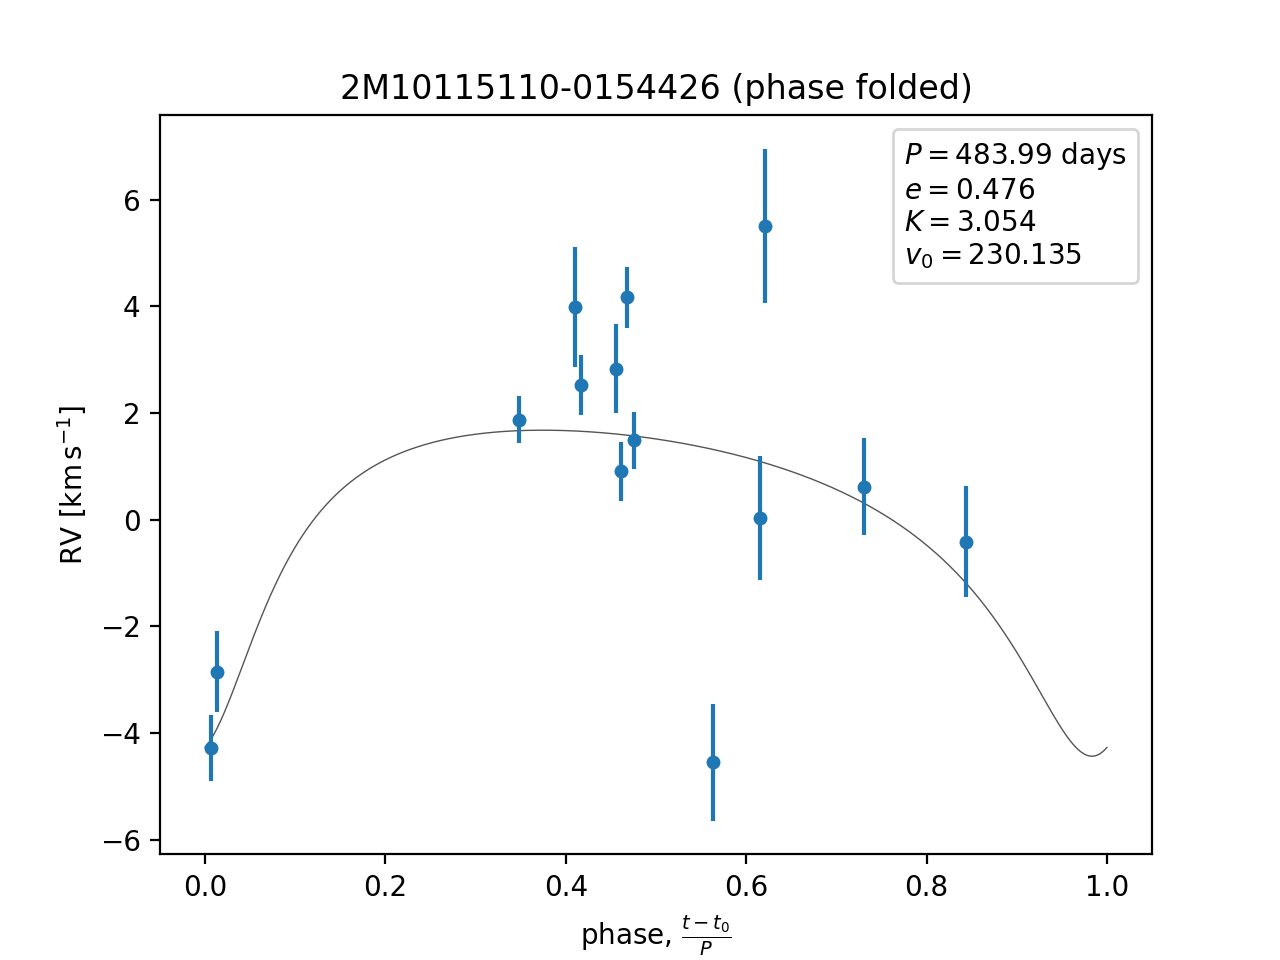 2M10115110-0154426 (phase folded)
P = 483.99 days
e = 0.476
K = 3.054
v₀ = 230.135
6
4
2
0
−2
−4
−6
RV [km s⁻¹]
0.0 0.2 0.4 0.6 0.8 1.0
phase, (t − t₀)/P